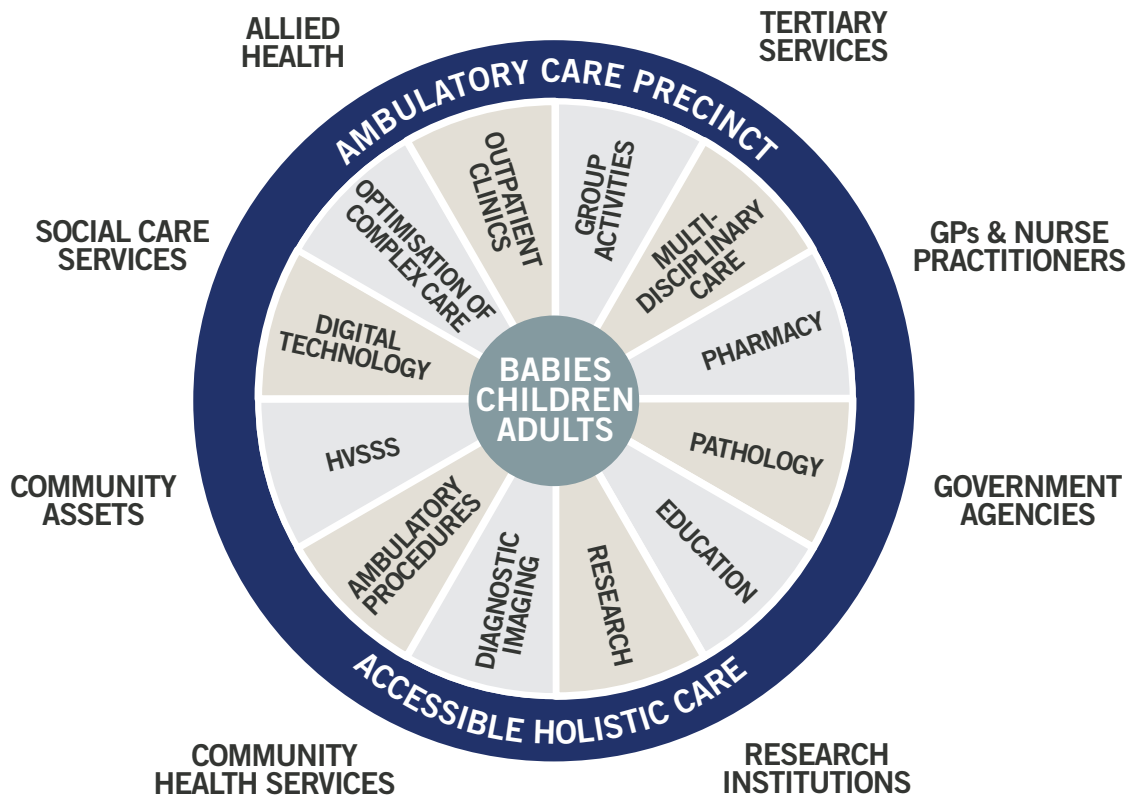 ALLIED
HEALTH
TERTIARY
SERVICES
AMBULATORY CARE PRECINCT
SOCIAL CARE
SERVICES
GPs & NURSE
PRACTITIONERS
OUTPATIENT
CLINICS
GROUP
ACTIVITIES
MULTI-
DISCIPLINARY
CARE
PHARMACY
PATHOLOGY
EDUCATION
RESEARCH
DIAGNOSTIC
IMAGING
AMBULATORY
PROCEDURES
HVSSS
DIGITAL
TECHNOLOGY
OPTIMISATION OF
COMPLEX CARE
BABIES
CHILDREN
ADULTS
COMMUNITY
ASSETS
GOVERNMENT
AGENCIES
ACCESSIBLE HOLISTIC CARE
COMMUNITY
HEALTH SERVICES
RESEARCH
INSTITUTIONS